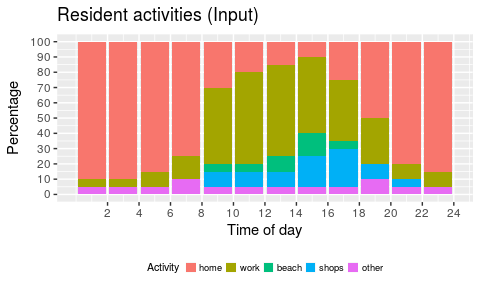 Resident activities (Input)
Percentage
100
90
80
70
60
50
40
30
20
10
0
2 4 6 8 10 12 14 16 18 20 22 24
Time of day
Activity home work beach shops other